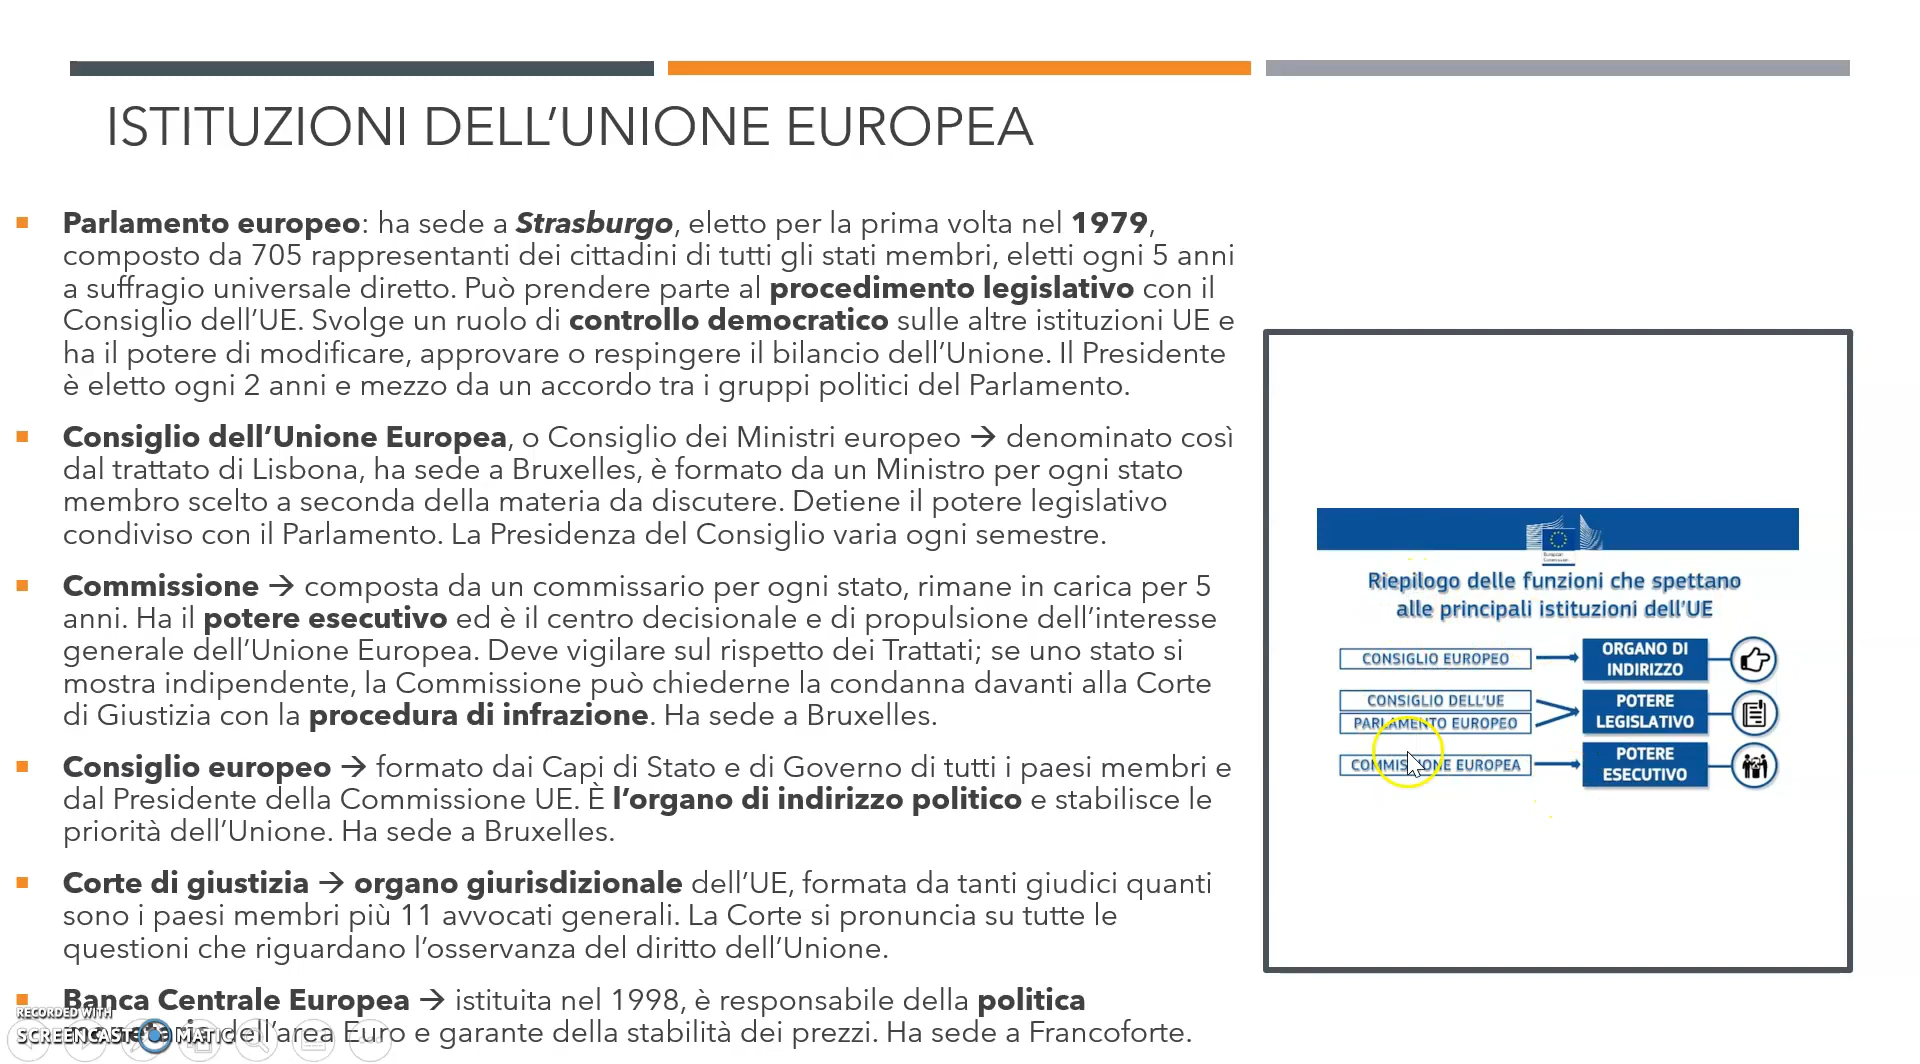 ISTITUZIONI DELL’UNIONE EUROPEA
Parlamento europeo: ha sede a Strasburgo, eletto per la prima volta nel 1979,
composto da 705 rappresentanti dei cittadini di tutti gli stati membri, eletti ogni 5 anni
a suffragio universale diretto. Può prendere parte al procedimento legislativo con il
Consiglio dell’UE. Svolge un ruolo di controllo democratico sulle altre istituzioni UE e
ha il potere di modificare, approvare o respingere il bilancio dell’Unione. Il Presidente
è eletto ogni 2 anni e mezzo da un accordo tra i gruppi politici del Parlamento.
Consiglio dell’Unione Europea, o Consiglio dei Ministri europeo → denominato così
dal trattato di Lisbona, ha sede a Bruxelles, è formato da un Ministro per ogni stato
membro scelto a seconda della materia da discutere. Detiene il potere legislativo
condiviso con il Parlamento. La Presidenza del Consiglio varia ogni semestre.
Commissione → composta da un commissario per ogni stato, rimane in carica per 5
anni. Ha il potere esecutivo ed è il centro decisionale e di propulsione dell’interesse
generale dell’Unione Europea. Deve vigilare sul rispetto dei Trattati; se uno stato si
mostra indipendente, la Commissione può chiederne la condanna davanti alla Corte
di Giustizia con la procedura di infrazione. Ha sede a Bruxelles.
Consiglio europeo → formato dai Capi di Stato e di Governo di tutti i paesi membri e
dal Presidente della Commissione UE. È l’organo di indirizzo politico e stabilisce le
priorità dell’Unione. Ha sede a Bruxelles.
Corte di giustizia → organo giurisdizionale dell’UE, formata da tanti giudici quanti
sono i paesi membri più 11 avvocati generali. La Corte si pronuncia su tutte le
questioni che riguardano l’osservanza del diritto dell’Unione.
Banca Centrale Europea → istituita nel 1998, è responsabile della politica
monetaria dell’area Euro e garante della stabilità dei prezzi. Ha sede a Francoforte.
European
Commission
Riepilogo delle funzioni che spettano
alle principali istituzioni dell’UE
CONSIGLIO EUROPEO
ORGANO DI
INDIRIZZO
CONSIGLIO DELL’UE
PARLAMENTO EUROPEO
POTERE
LEGISLATIVO
COMMISSIONE EUROPEA
POTERE
ESECUTIVO
RECORDED WITH
SCREENCAST MATIC